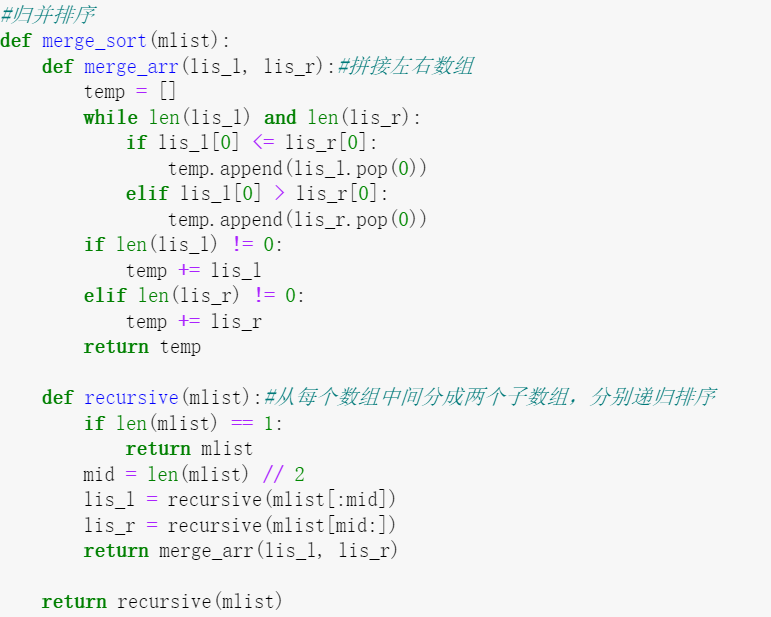 #归并排序
def merge_sort(mlist):
    def merge_arr(lis_l, lis_r):#拼接左右数组
        temp = []
        while len(lis_l) and len(lis_r):
            if lis_l[0] <= lis_r[0]:
                temp.append(lis_l.pop(0))
            elif lis_l[0] > lis_r[0]:
                temp.append(lis_r.pop(0))
        if len(lis_l) != 0:
            temp += lis_l
        elif len(lis_r) != 0:
            temp += lis_r
        return temp

    def recursive(mlist):#从每个数组中间分成两个子数组，分别递归排序
        if len(mlist) == 1:
            return mlist
        mid = len(mlist) // 2
        lis_l = recursive(mlist[:mid])
        lis_r = recursive(mlist[mid:])
        return merge_arr(lis_l, lis_r)

    return recursive(mlist)